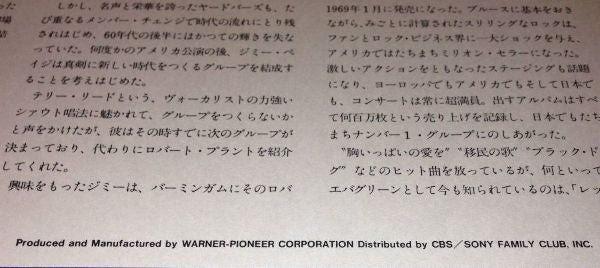 しかし、名声と栄華を誇ったヤードバーズも、た
び重なるメンバー・チェンジで時代の流れにとり残
されはじめ、60年代の後半にはかつての輝きを失な
っていた。何度かのアメリカ公演の後、ジミー・ペ
イジは真剣に新しい時代をつくるグループを結成す
ることを考えはじめた。
テリー・リードという、ヴォーカリストの力強い
シャウト唱法に魅かれて、グループをつくらないか
と声をかけたが、彼はその時すでに次のグループが
決まっており、代わりにロバート・プラントを紹介
してくれた。
興味をもったジミーは、バーミンガムにそのロバ
1969年1月に発売になった。ブルースに基本をおき
ながら、みごとに計算されたスリリングなロックは、
ファンとロック・ビジネス界に一大ショックを与え、
アメリカではたちまちミリオン・セラーになった。
激しいアクションをともなったステージングも話題
になり、ヨーロッパでもアメリカでもそして日本で
も、コンサートは常に超満員。出すアルバムはすべ
て何百万枚という売り上げを記録し、日本でもたち
まちナンバー1・グループにのしあがった。
〝胸いっぱいの愛を〟〝移民の歌〟〝ブラック・ド
グ〟などのヒット曲を放っているが、何といって
エバグリーンとして今も知られているのは、「レッ
Produced and Manufactured by WARNER-PIONEER CORPORATION Distributed by CBS/SONY FAMILY CLUB, INC.